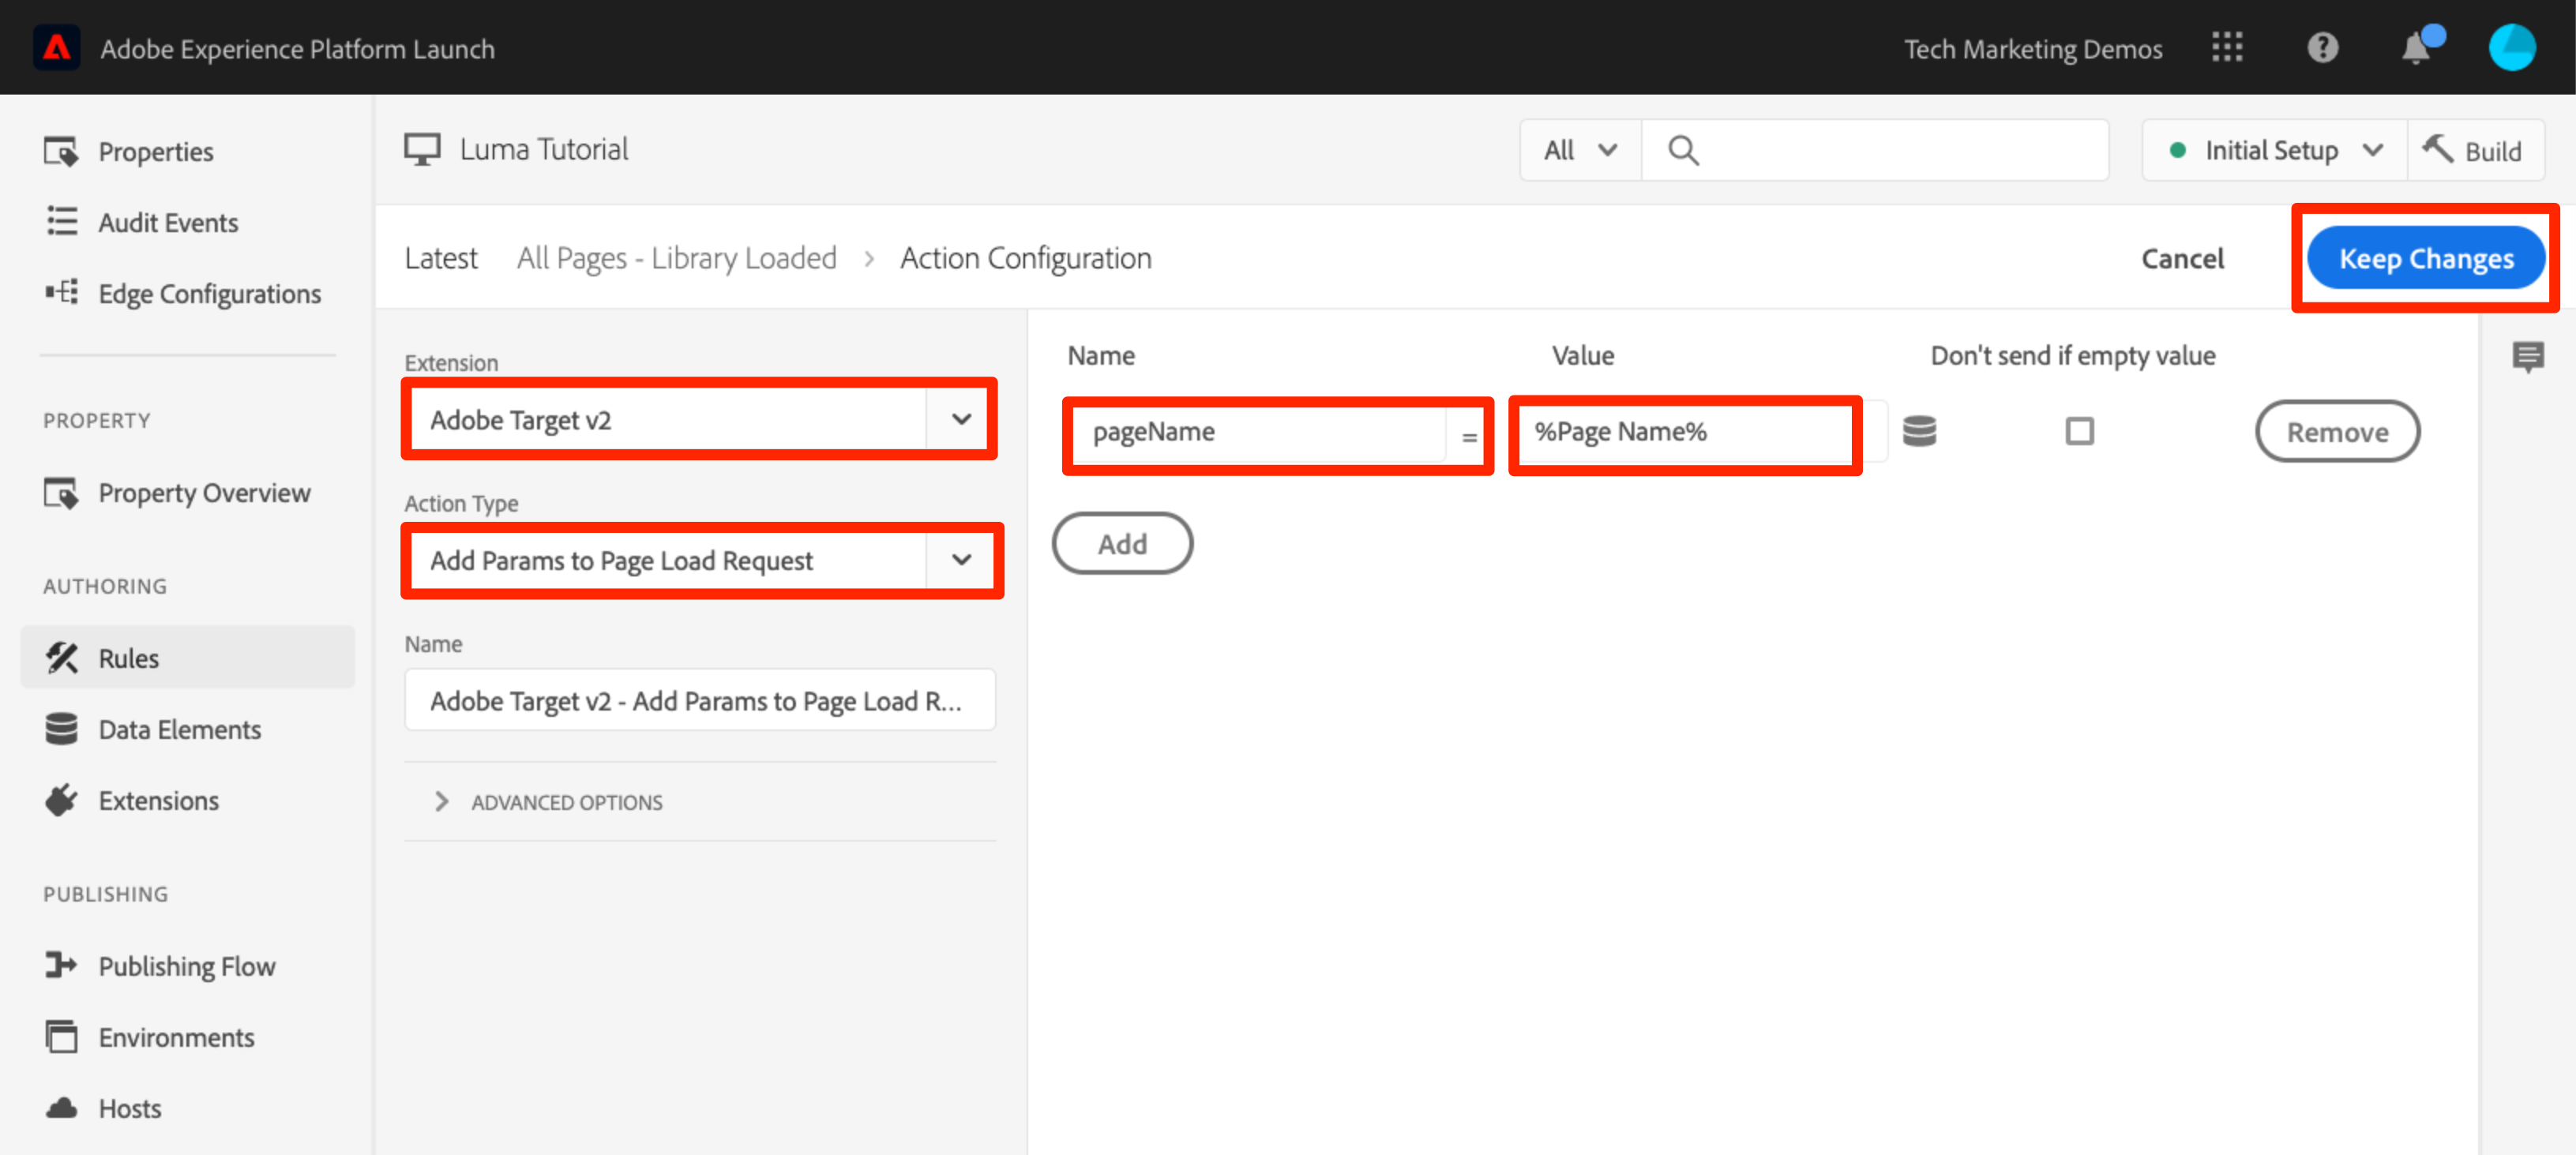 Adobe Experience Platform Launch
Tech Marketing Demos
Properties
Audit Events
Edge Configurations
PROPERTY
Property Overview
AUTHORING
Rules
Data Elements
Extensions
PUBLISHING
Publishing Flow
Environments
Hosts
Luma Tutorial
All
Initial Setup
Build
Latest All Pages - Library Loaded > Action Configuration
Cancel
Keep Changes
Extension
Adobe Target v2
Action Type
Add Params to Page Load Request
Name
Adobe Target v2 - Add Params to Page Load R...
ADVANCED OPTIONS
Name Value Don't send if empty value
pageName = %Page Name% Remove
Add